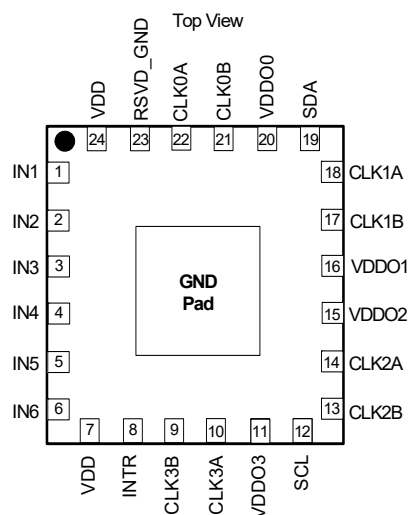 Top View
VDD
RSVD_GND
CLK0A
CLK0B
VDDO0
SDA
24
23
22
21
20
19
IN1
1
18
CLK1A
IN2
2
17
CLK1B
IN3
3
16
VDDO1
GND
Pad
IN4
4
15
VDDO2
IN5
5
14
CLK2A
IN6
6
13
CLK2B
7
8
9
10
11
12
VDD
INTR
CLK3B
CLK3A
VDDO3
SCL